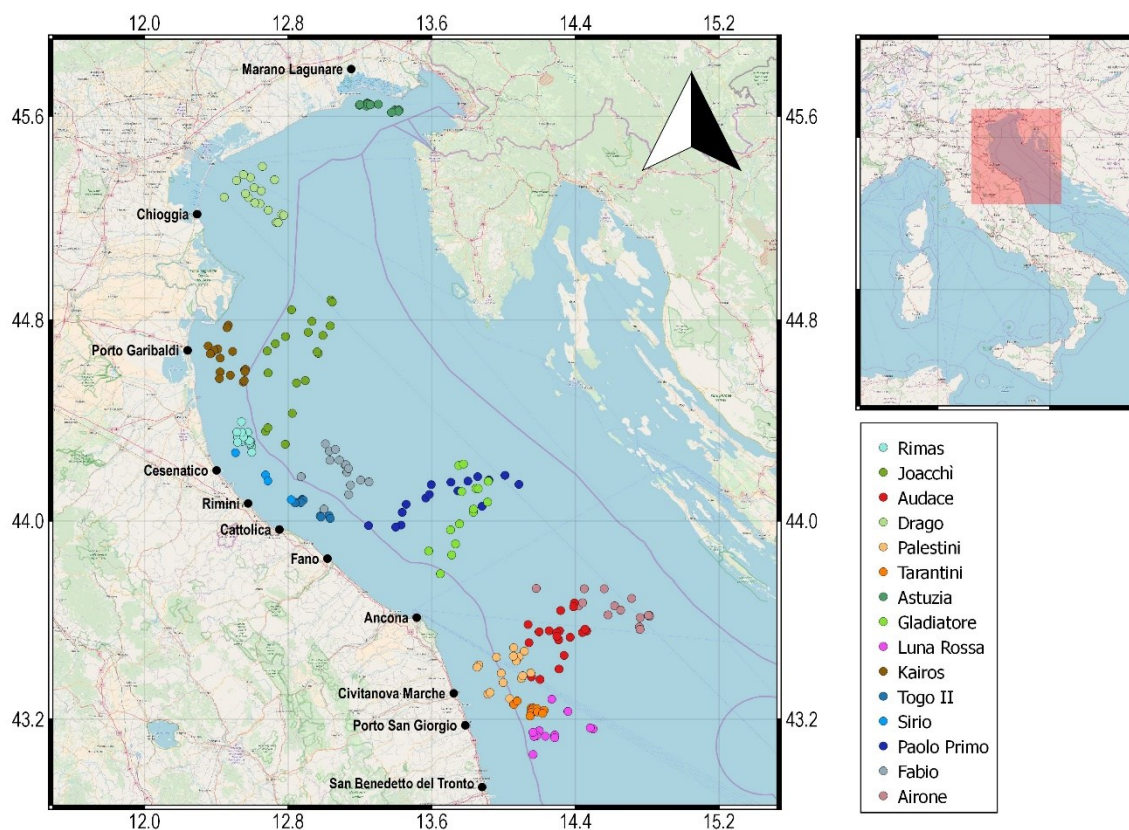 12.0 12.8 13.6 14.4 15.2
Marano Lagunare
45.6 45.6
Chioggia
44.8 44.8
Porto Garibaldi
Cesenatico
Rimini
44.0 44.0
Cattolica
Fano
Ancona
Civitanova Marche
43.2 43.2
Porto San Giorgio
San Benedetto del Tronto
12.0 12.8 13.6 14.4 15.2
Rimas
Joacchì
Audace
Drago
Palestini
Tarantini
Astuzia
Gladiatore
Luna Rossa
Kairos
Togo II
Sirio
Paolo Primo
Fabio
Airone